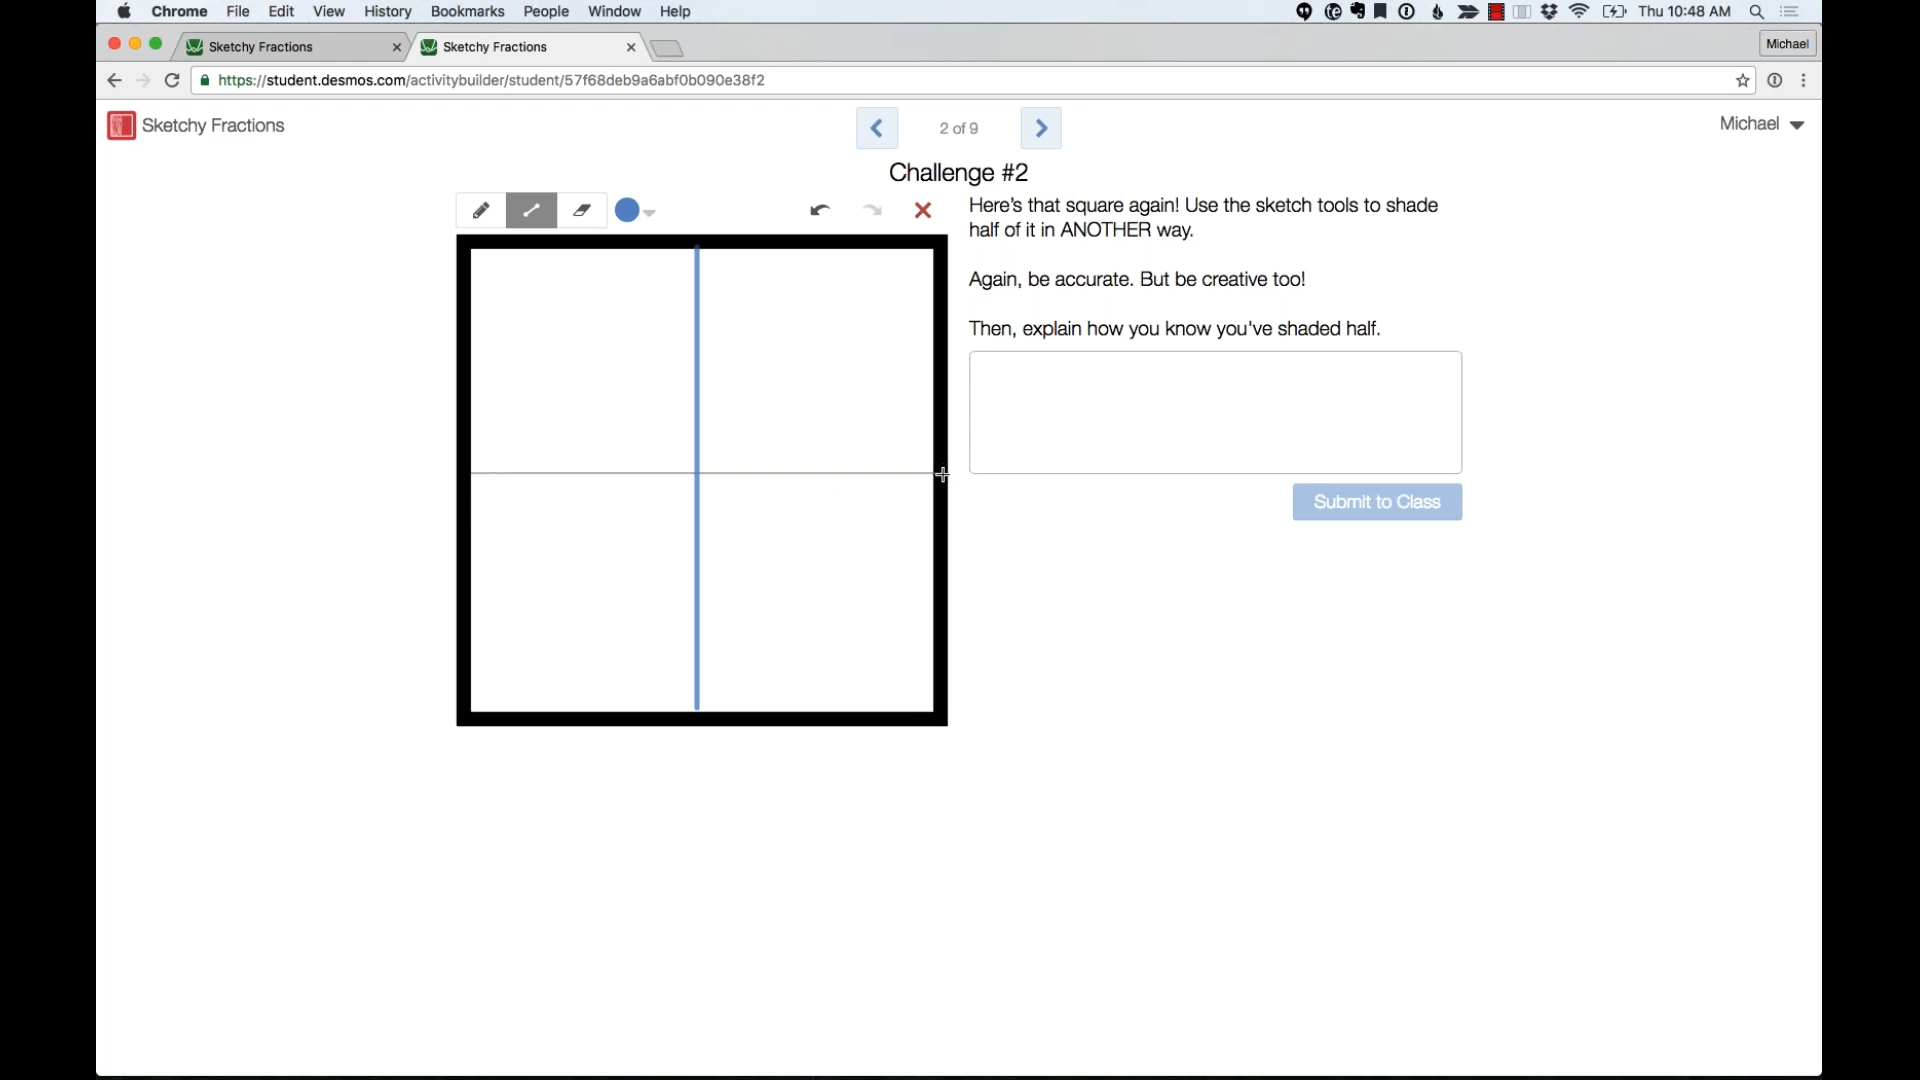 Chrome File Edit View History Bookmarks People Window Help Thu 10:48 AM
Sketchy Fractions Sketchy Fractions Michael
https://student.desmos.com/activitybuilder/student/57f68deb9a6abf0b090e38f2
Sketchy Fractions 2 of 9 Michael
Challenge #2
Here's that square again! Use the sketch tools to shade
half of it in ANOTHER way.
Again, be accurate. But be creative too!
Then, explain how you know you've shaded half.
Submit to Class